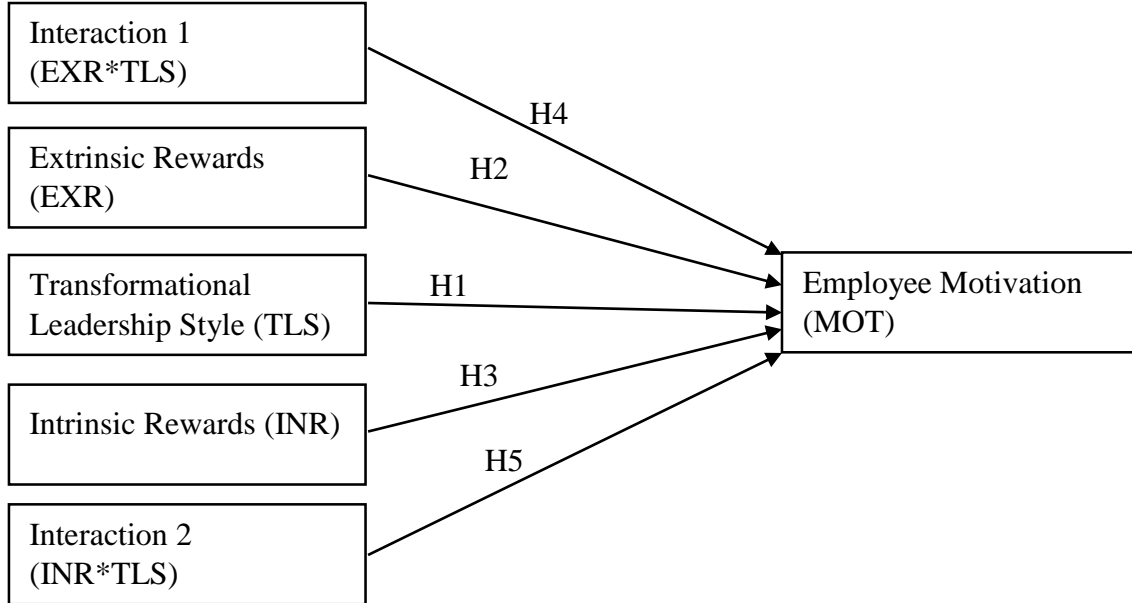 Interaction 1
(EXR*TLS)
H4
Extrinsic Rewards
(EXR)
H2
Transformational
Leadership Style (TLS)
H1
Employee Motivation
(MOT)
Intrinsic Rewards (INR)
H3
H5
Interaction 2
(INR*TLS)